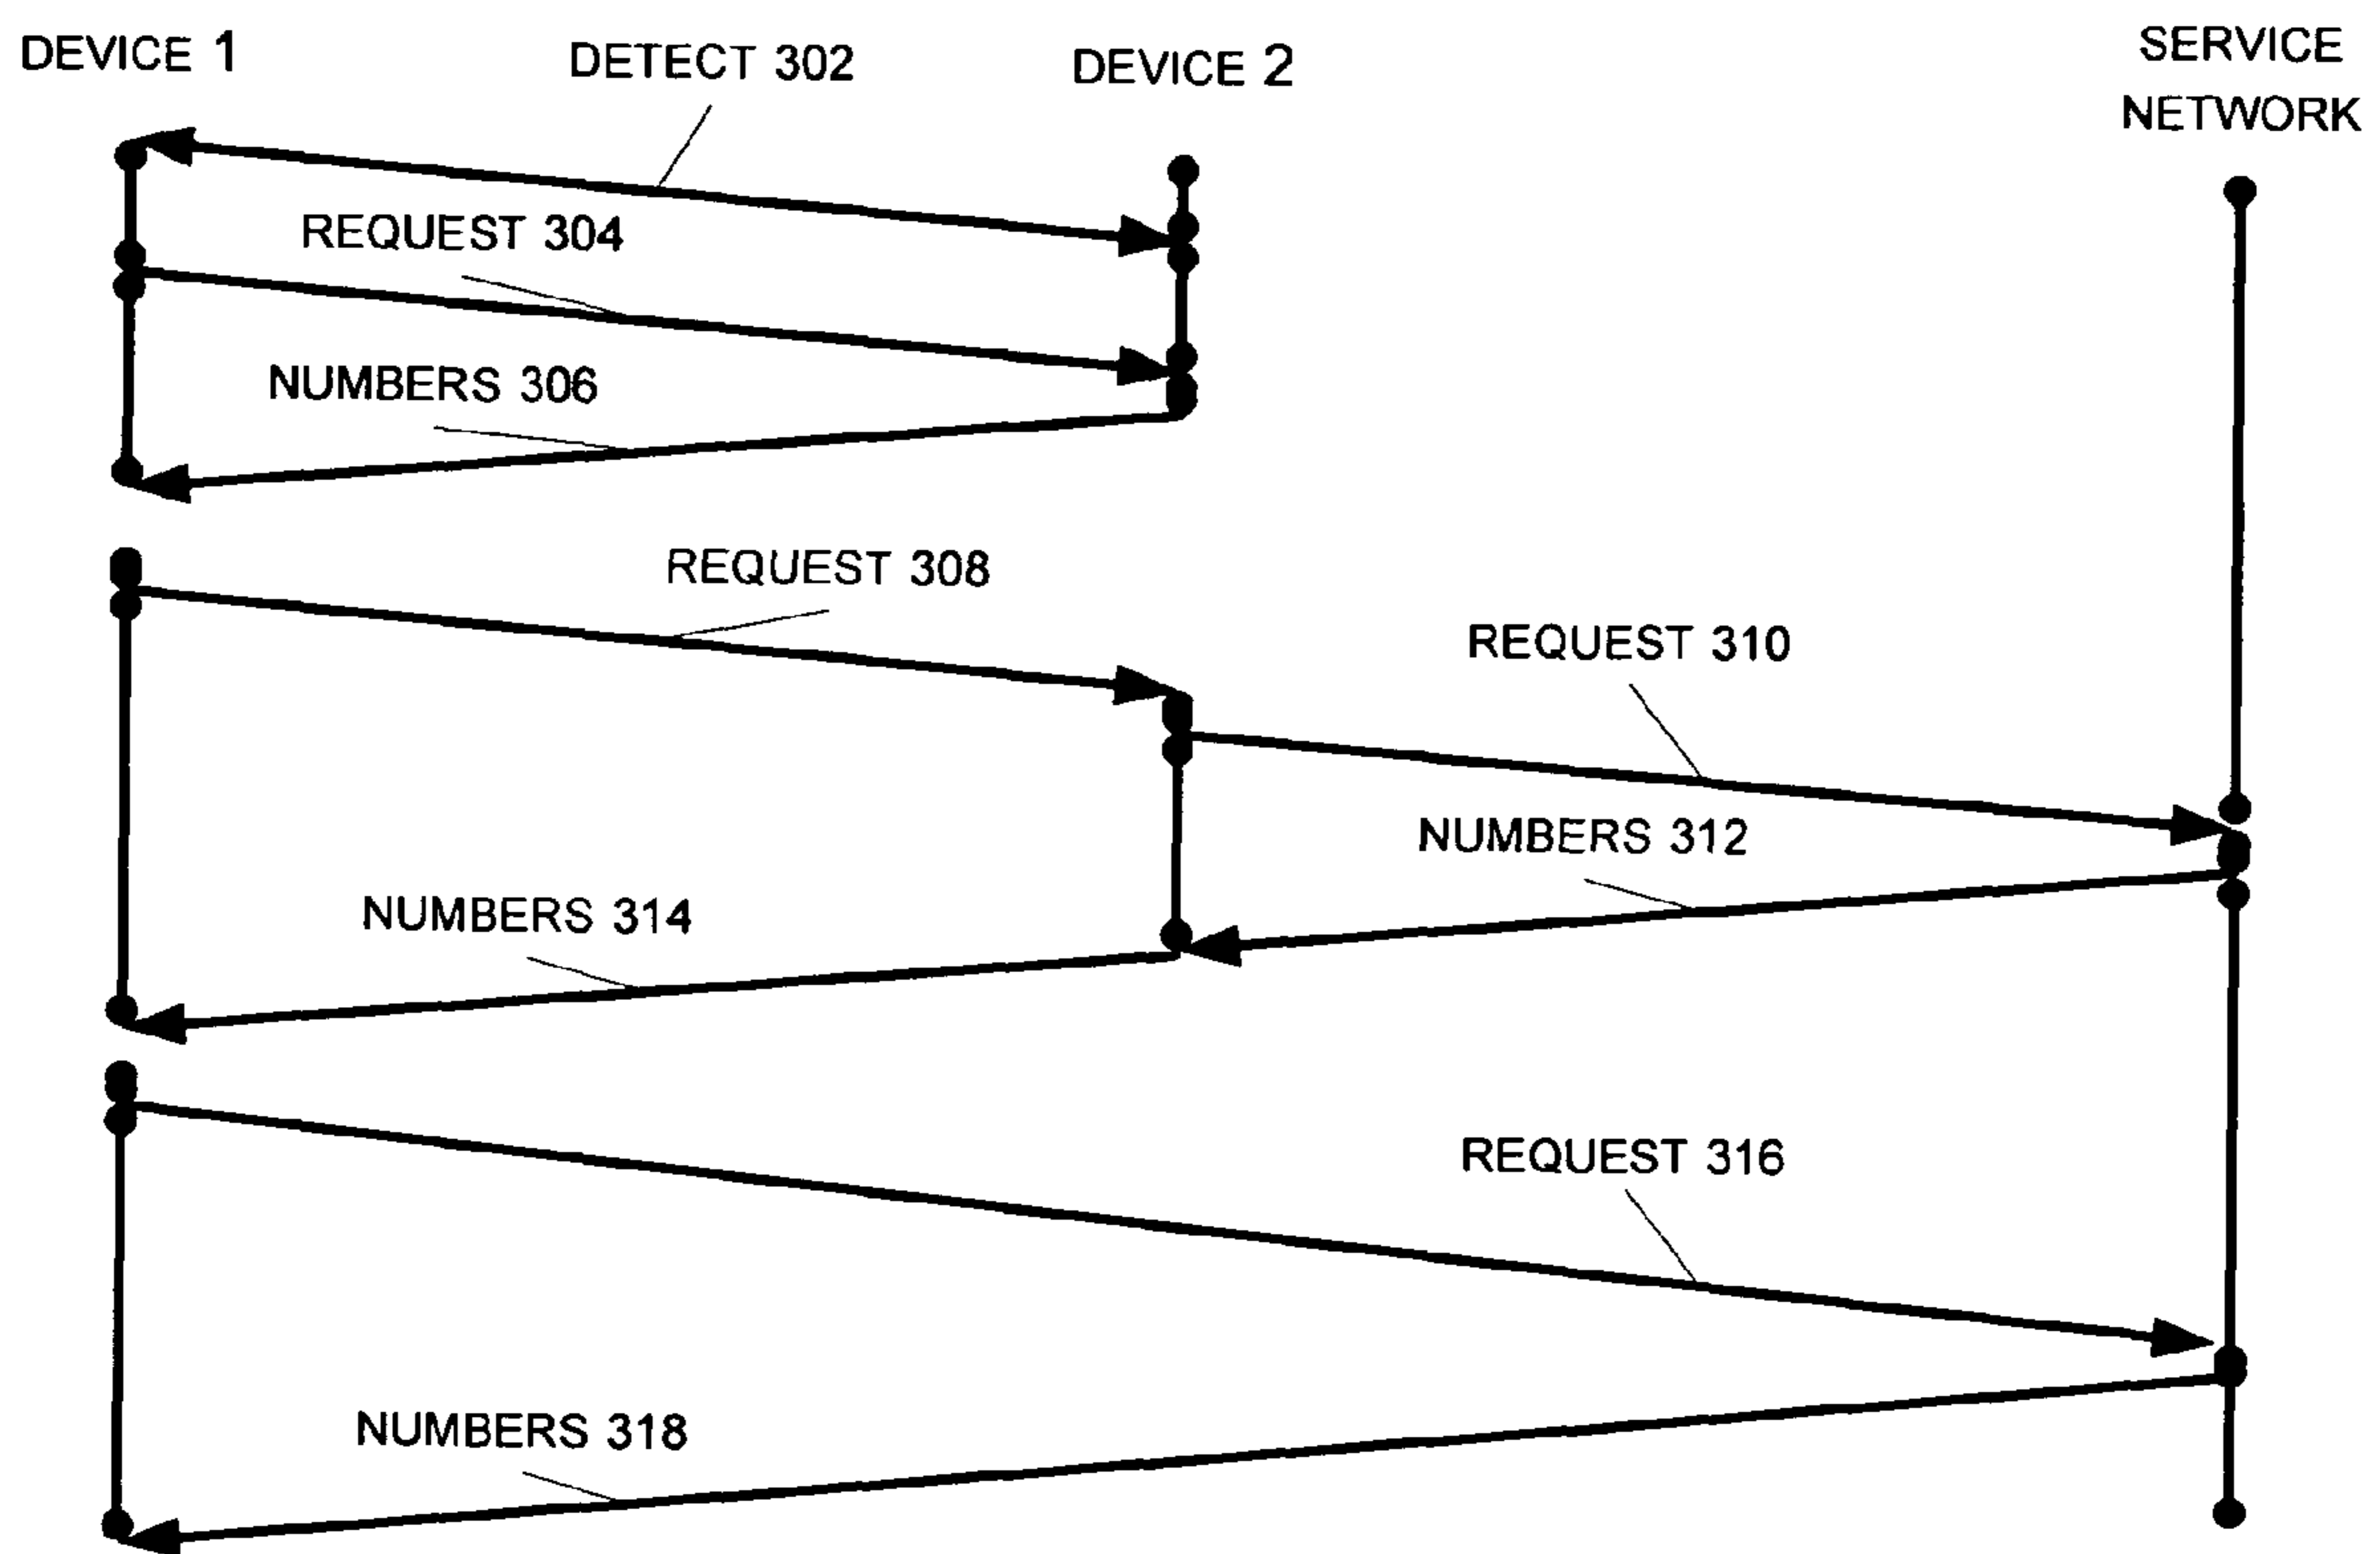 DEVICE 1
DETECT 302
DEVICE 2
SERVICE
NETWORK
REQUEST 304
NUMBERS 306
REQUEST 308
REQUEST 310
NUMBERS 312
NUMBERS 314
REQUEST 316
NUMBERS 318